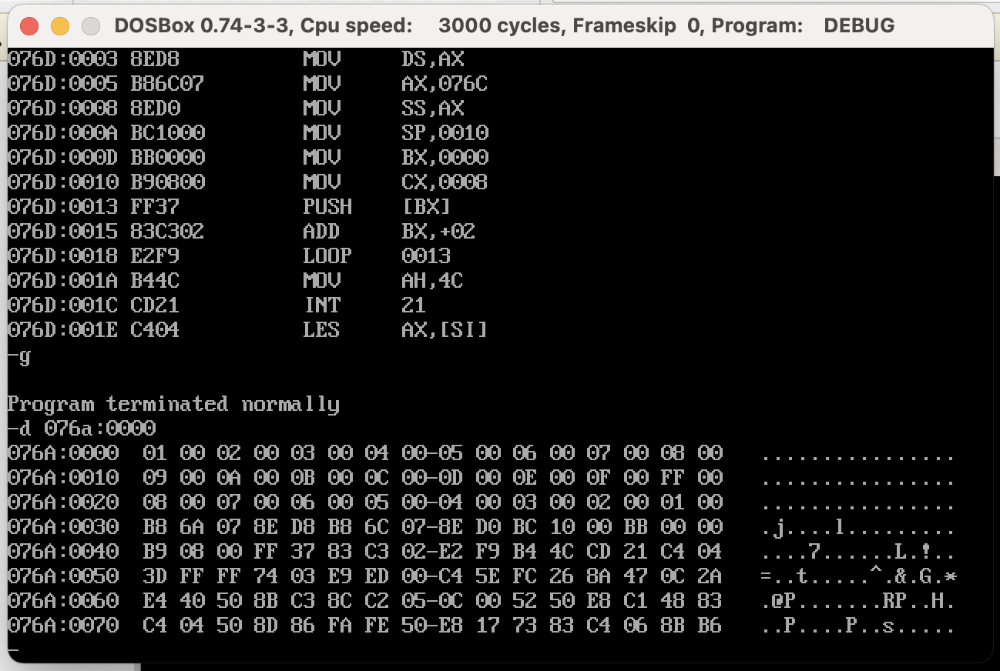 DOSBox 0.74-3-3, Cpu speed:    3000 cycles, Frameskip  0, Program:   DEBUG
076D:0003 8ED8          MOV     DS,AX
076D:0005 B86C07        MOV     AX,076C
076D:0008 8ED0          MOV     SS,AX
076D:000A BC1000        MOV     SP,0010
076D:000D BB0000        MOV     BX,0000
076D:0010 B90800        MOV     CX,0008
076D:0013 FF37          PUSH    [BX]
076D:0015 83C302        ADD     BX,+02
076D:0018 E2F9          LOOP    0013
076D:001A B44C          MOV     AH,4C
076D:001C CD21          INT     21
076D:001E C404          LES     AX,[SI]
-g
Program terminated normally
-d 076a:0000
076A:0000  01 00 02 00 03 00 04 00-05 00 06 00 07 00 08 00   ................
076A:0010  09 00 0A 00 0B 00 0C 00-0D 00 0E 00 0F 00 FF 00   ................
076A:0020  08 00 07 00 06 00 05 00-04 00 03 00 02 00 01 00   ................
076A:0030  B8 6A 07 8E D8 B8 6C 07-8E D0 BC 10 00 BB 00 00   .j....l.........
076A:0040  B9 08 00 FF 37 83 C3 02-E2 F9 B4 4C CD 21 C4 04   ....7......L.!..
076A:0050  3D FF FF 74 03 E9 ED 00-C4 5E FC 26 8A 47 0C 2A   =..t.....^.&.G.*
076A:0060  E4 40 50 8B C3 8C C2 05-0C 00 52 50 E8 C1 48 83   .@P.......RP..H.
076A:0070  C4 04 50 8D 86 FA FE 50-E8 17 73 83 C4 06 8B B6   ..P....P..s.....
-